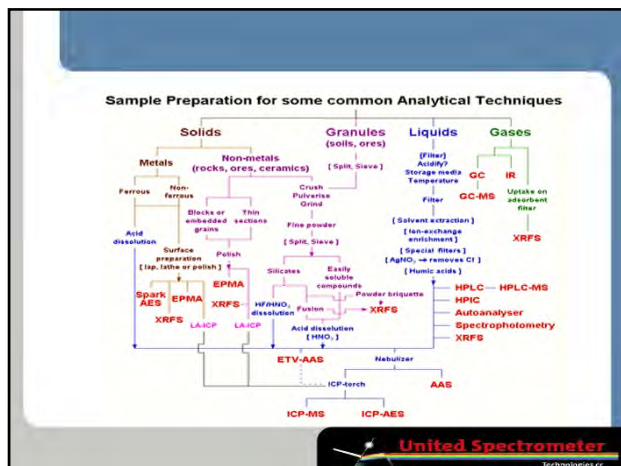 Sample Preparation for some common Analytical Techniques
Solids
Granules
(soils, ores)
Liquids
Gases
Metals
Non-metals
(rocks, ores, ceramics)
[ Split, Sieve ]
[Filter]
Acidify?
Storage media
Temperature
GC
IR
GC-MS
Uptake on
adsorbent
filter
XRFS
Ferrous
Non-
ferrous
Crush
Pulverise
Grind
Filter
Blocks or
embedded
grains
Thin
sections
[ Solvent extraction ]
[ Ion-exchange
enrichment ]
Acid
dissolution
Fine powder
[ Split, Sieve ]
[ Special filters ]
[ AgNO₃ → removes Cl⁻ ]
[ Humic acids ]
Surface
preparation
[ lap, lathe or polish ]
Polish
Silicates
Easily
soluble
compounds
EPMA
Spark
AES
EPMA
XRFS
XRFS
LA-ICP
LA-ICP
HF/HNO₃
dissolution
Fusion
Powder briquette
XRFS
HPLC
HPLC-MS
HPIC
Autoanalyser
Spectrophotometry
XRFS
Acid dissolution
[ HNO₃ ]
ETV-AAS
Nebulizer
ICP-torch
AAS
ICP-MS
ICP-AES
United Spectrometer
Technologies cc